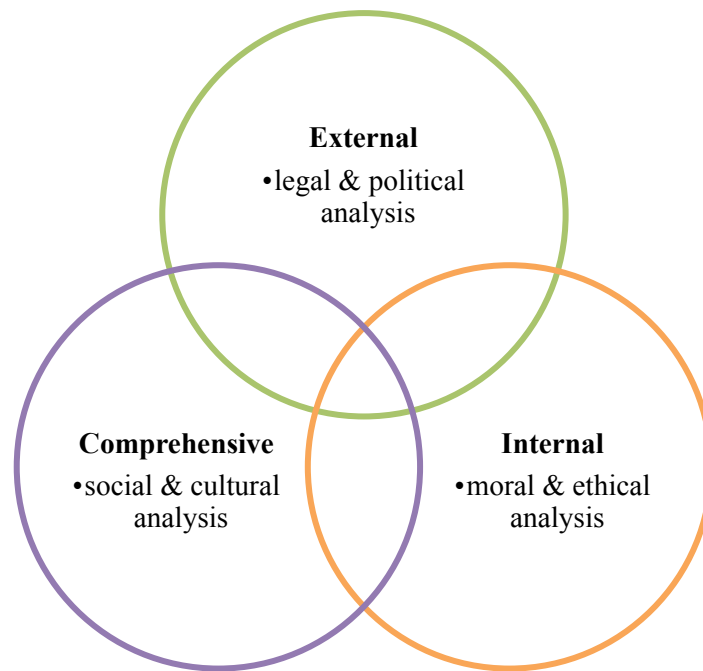 External
•legal & political
analysis
Comprehensive
•social & cultural
analysis
Internal
•moral & ethical
analysis